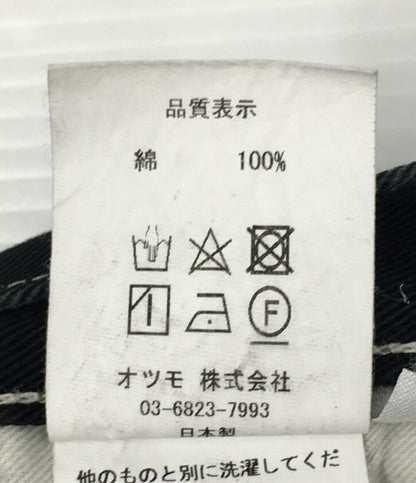 品質表示
綿 100%
F
オツモ 株式会社
03-6823-7993
日本製
他のものと別に洗濯してくだ